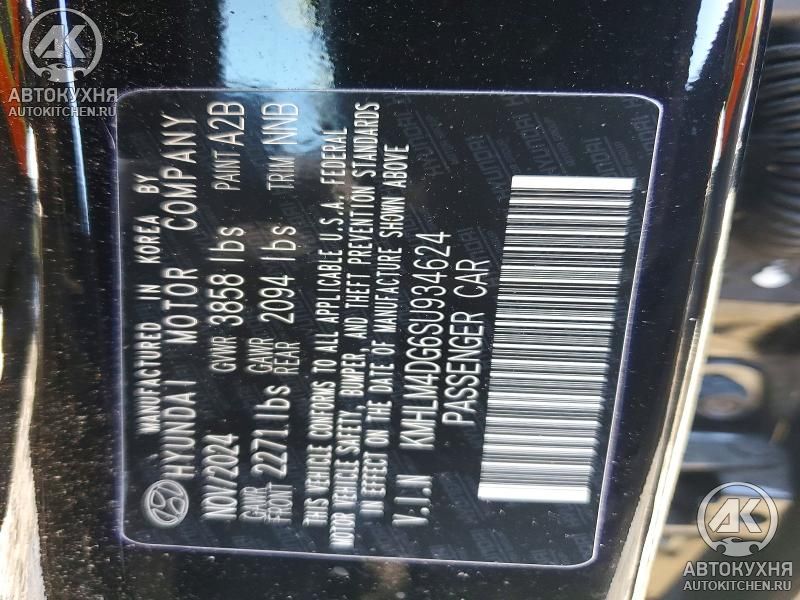 АВТОКУХНЯ
AUTOKITCHEN.RU
MANUFACTURED IN KOREA BY
HYUNDAI MOTOR COMPANY
NOV/2024 GVWR 3858 lbs PAINT A2B
GAWR FRONT 2271 lbs GAWR REAR 2094 lbs TRIM NNB
THIS VEHICLE CONFORMS TO ALL APPLICABLE U.S.A. FEDERAL
MOTOR VEHICLE SAFETY, BUMPER, AND THEFT PREVENTION STANDARDS
IN EFFECT ON THE DATE OF MANUFACTURE SHOWN ABOVE
V.I.N KMHLM4DG6SU934624
PASSENGER CAR
АВТОКУХНЯ
AUTOKITCHEN.RU